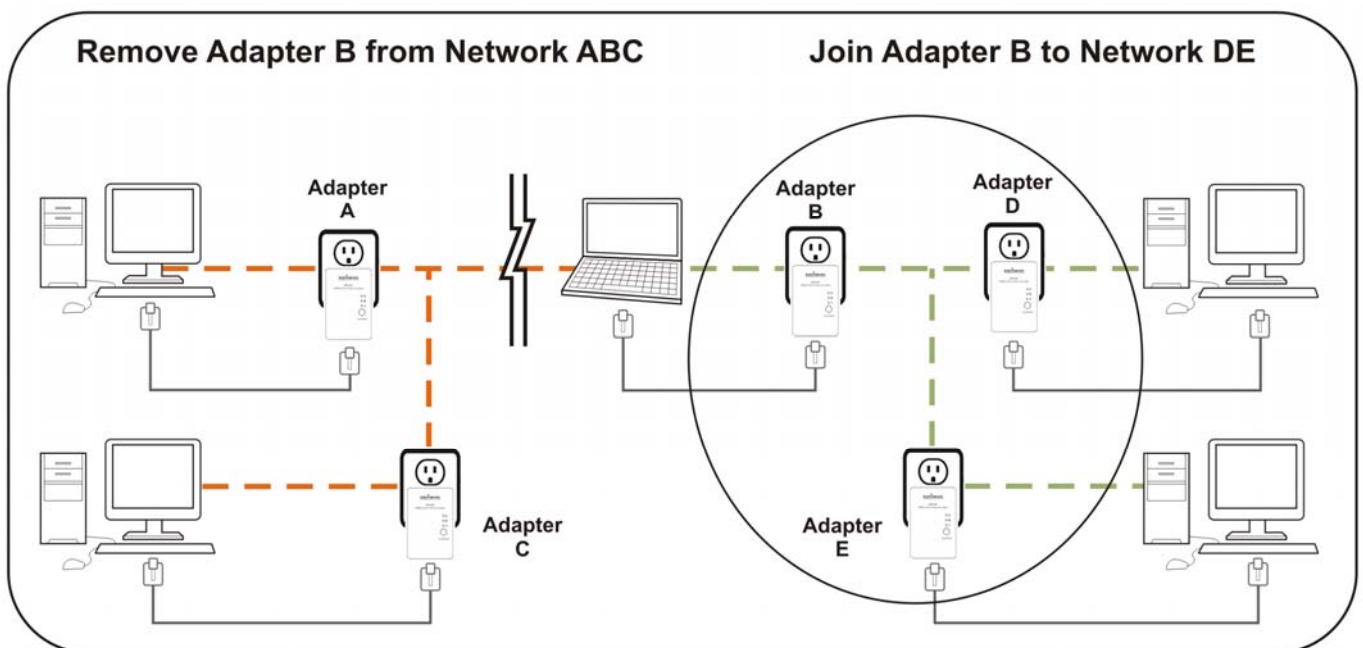 Remove Adapter B from Network ABC
Join Adapter B to Network DE
Adapter
A
Adapter
B
Adapter
D
Adapter
C
Adapter
E